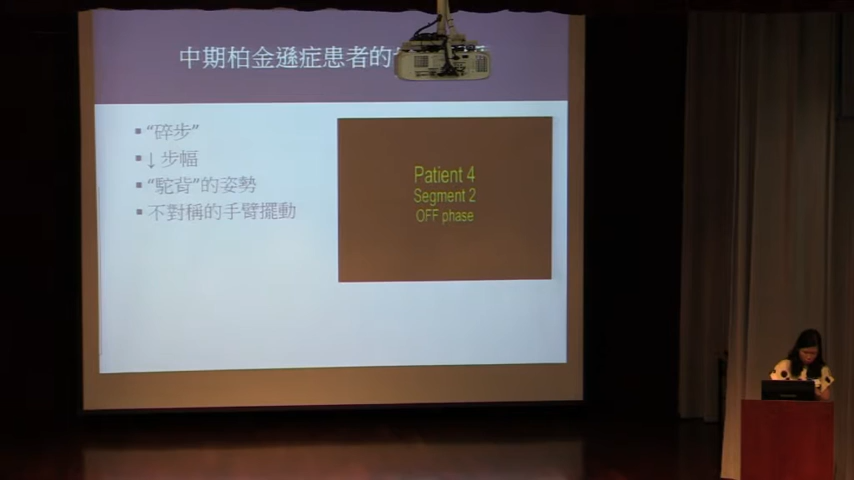 中期柏金遜症患者的
▪ “碎步”
▪ ↓ 步幅
▪ “駝背”的姿勢
▪ 不對稱的手臂擺動
Patient 4
Segment 2
OFF phase